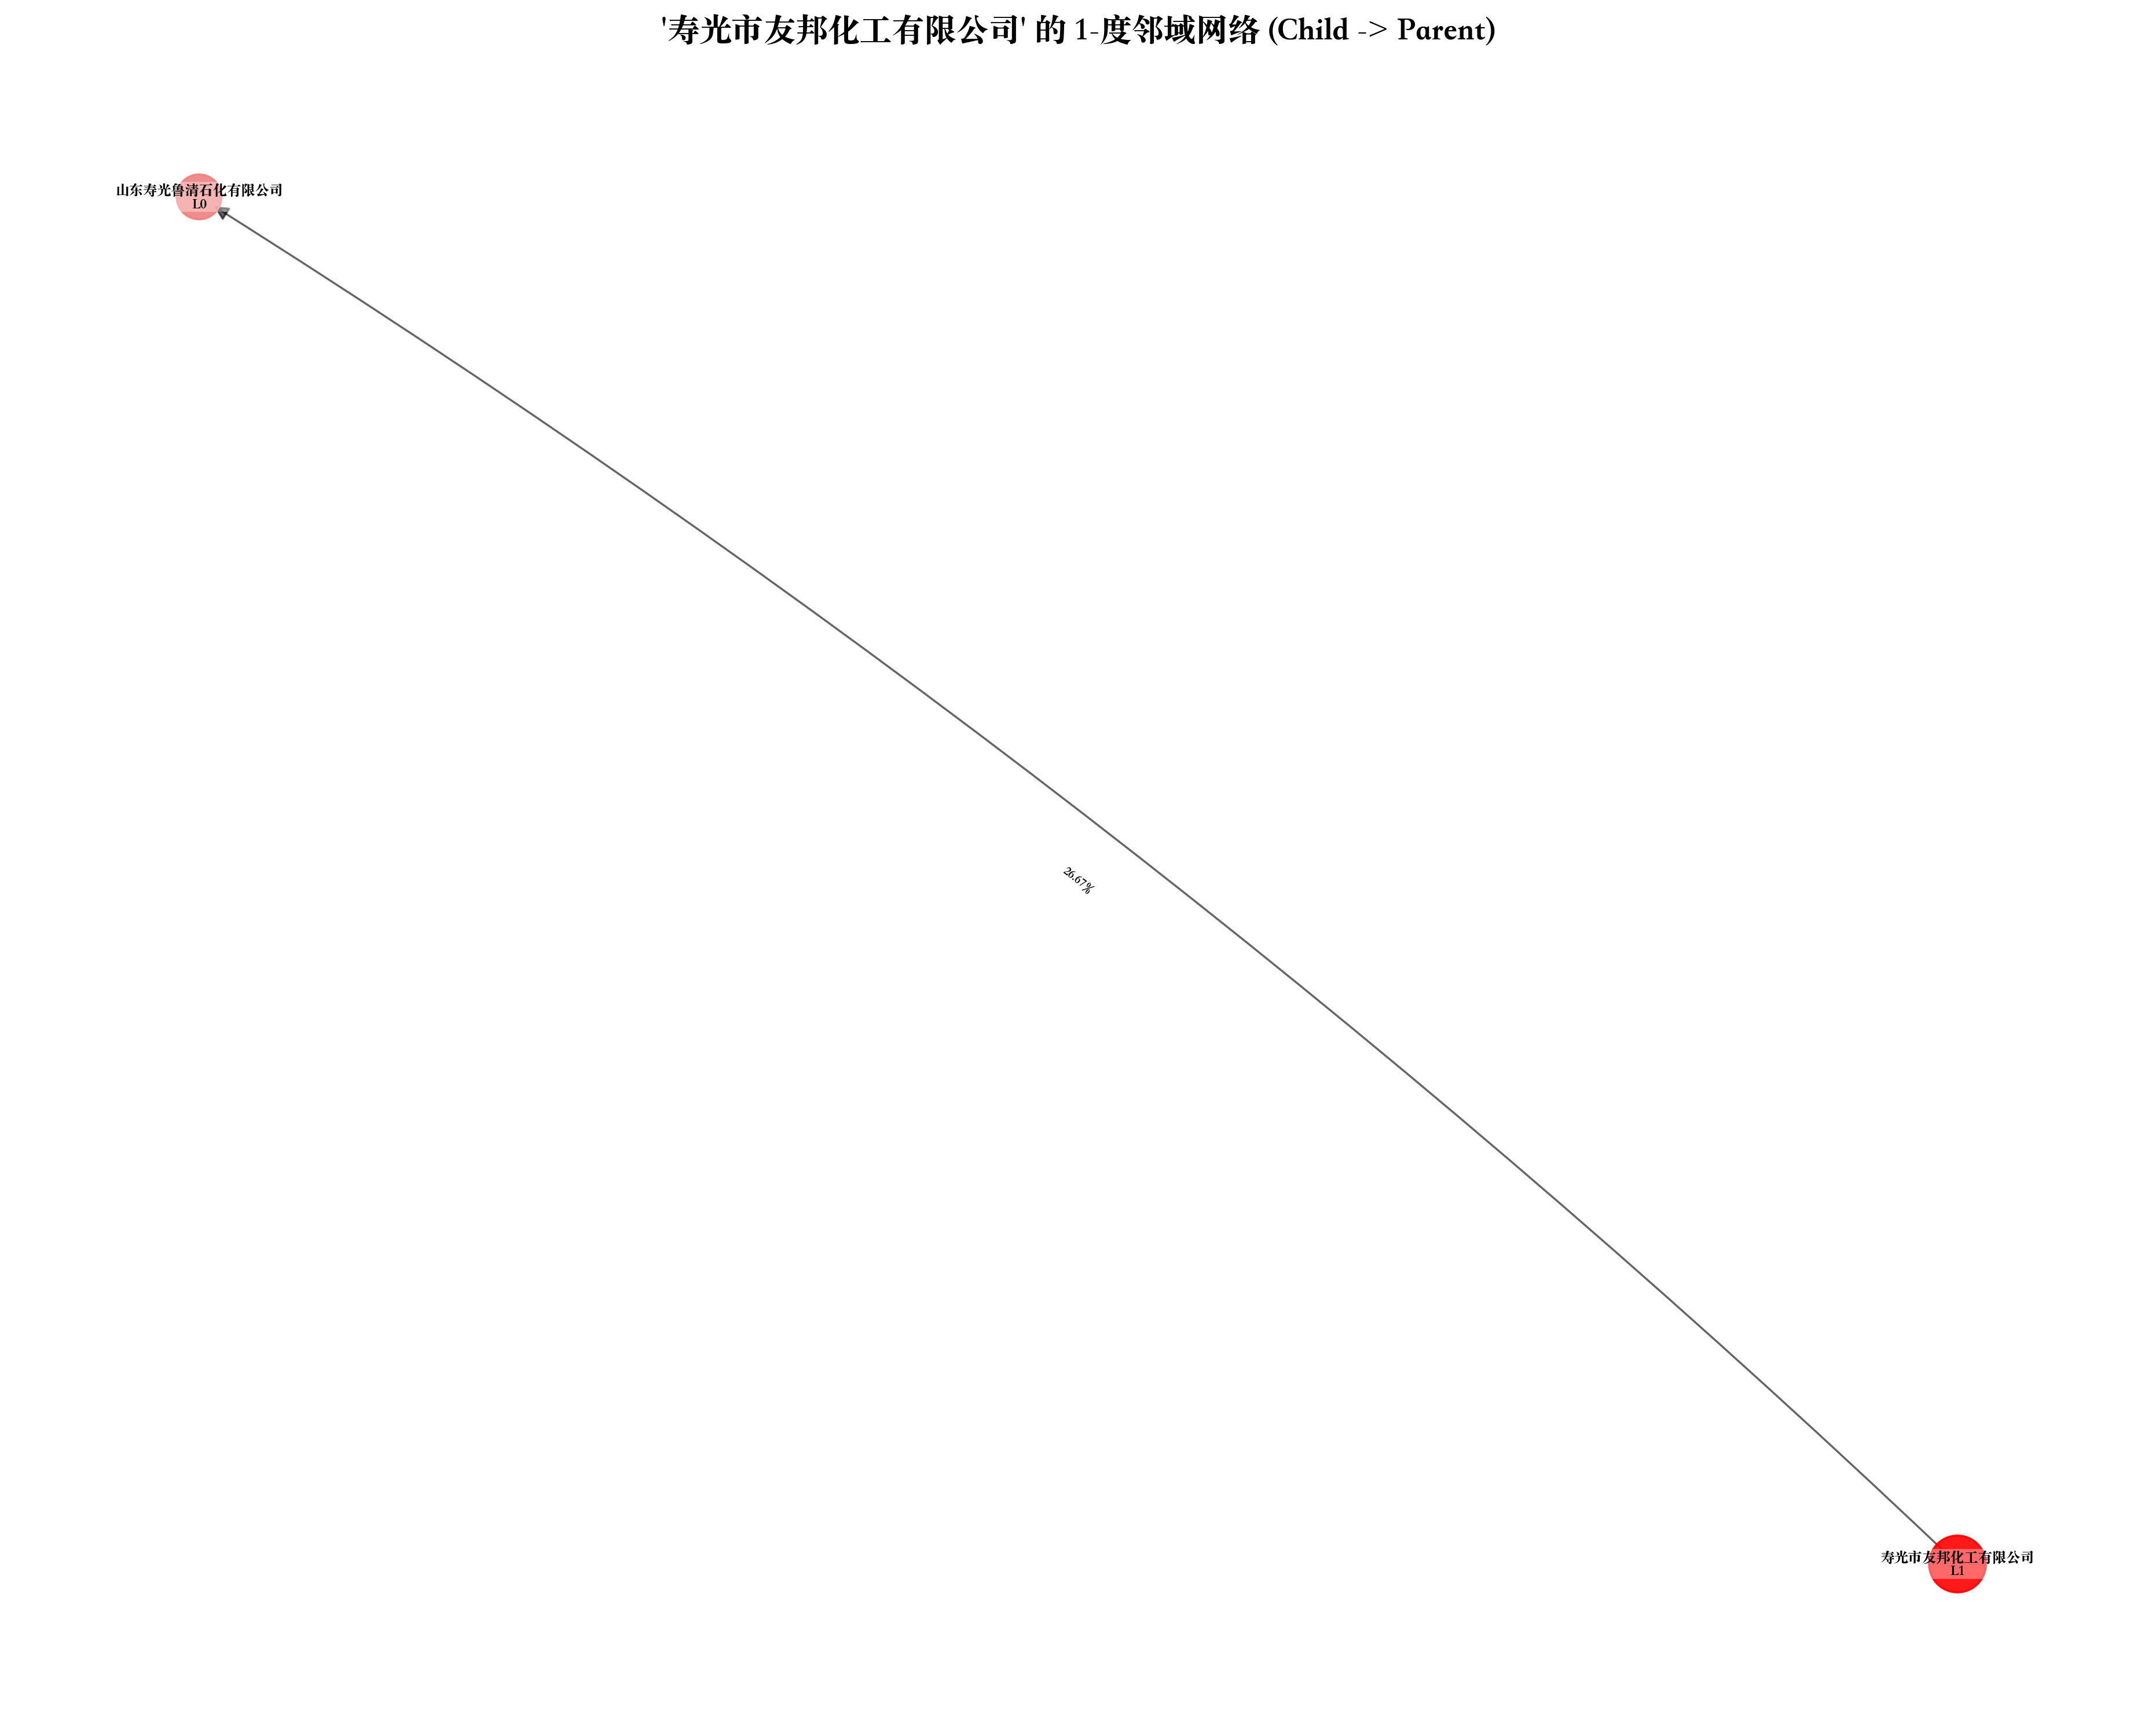 '寿光市友邦化工有限公司' 的 1-度邻域网络 (Child -> Parent)
山东寿光鲁清石化有限公司
L0
26.67%
寿光市友邦化工有限公司
L1